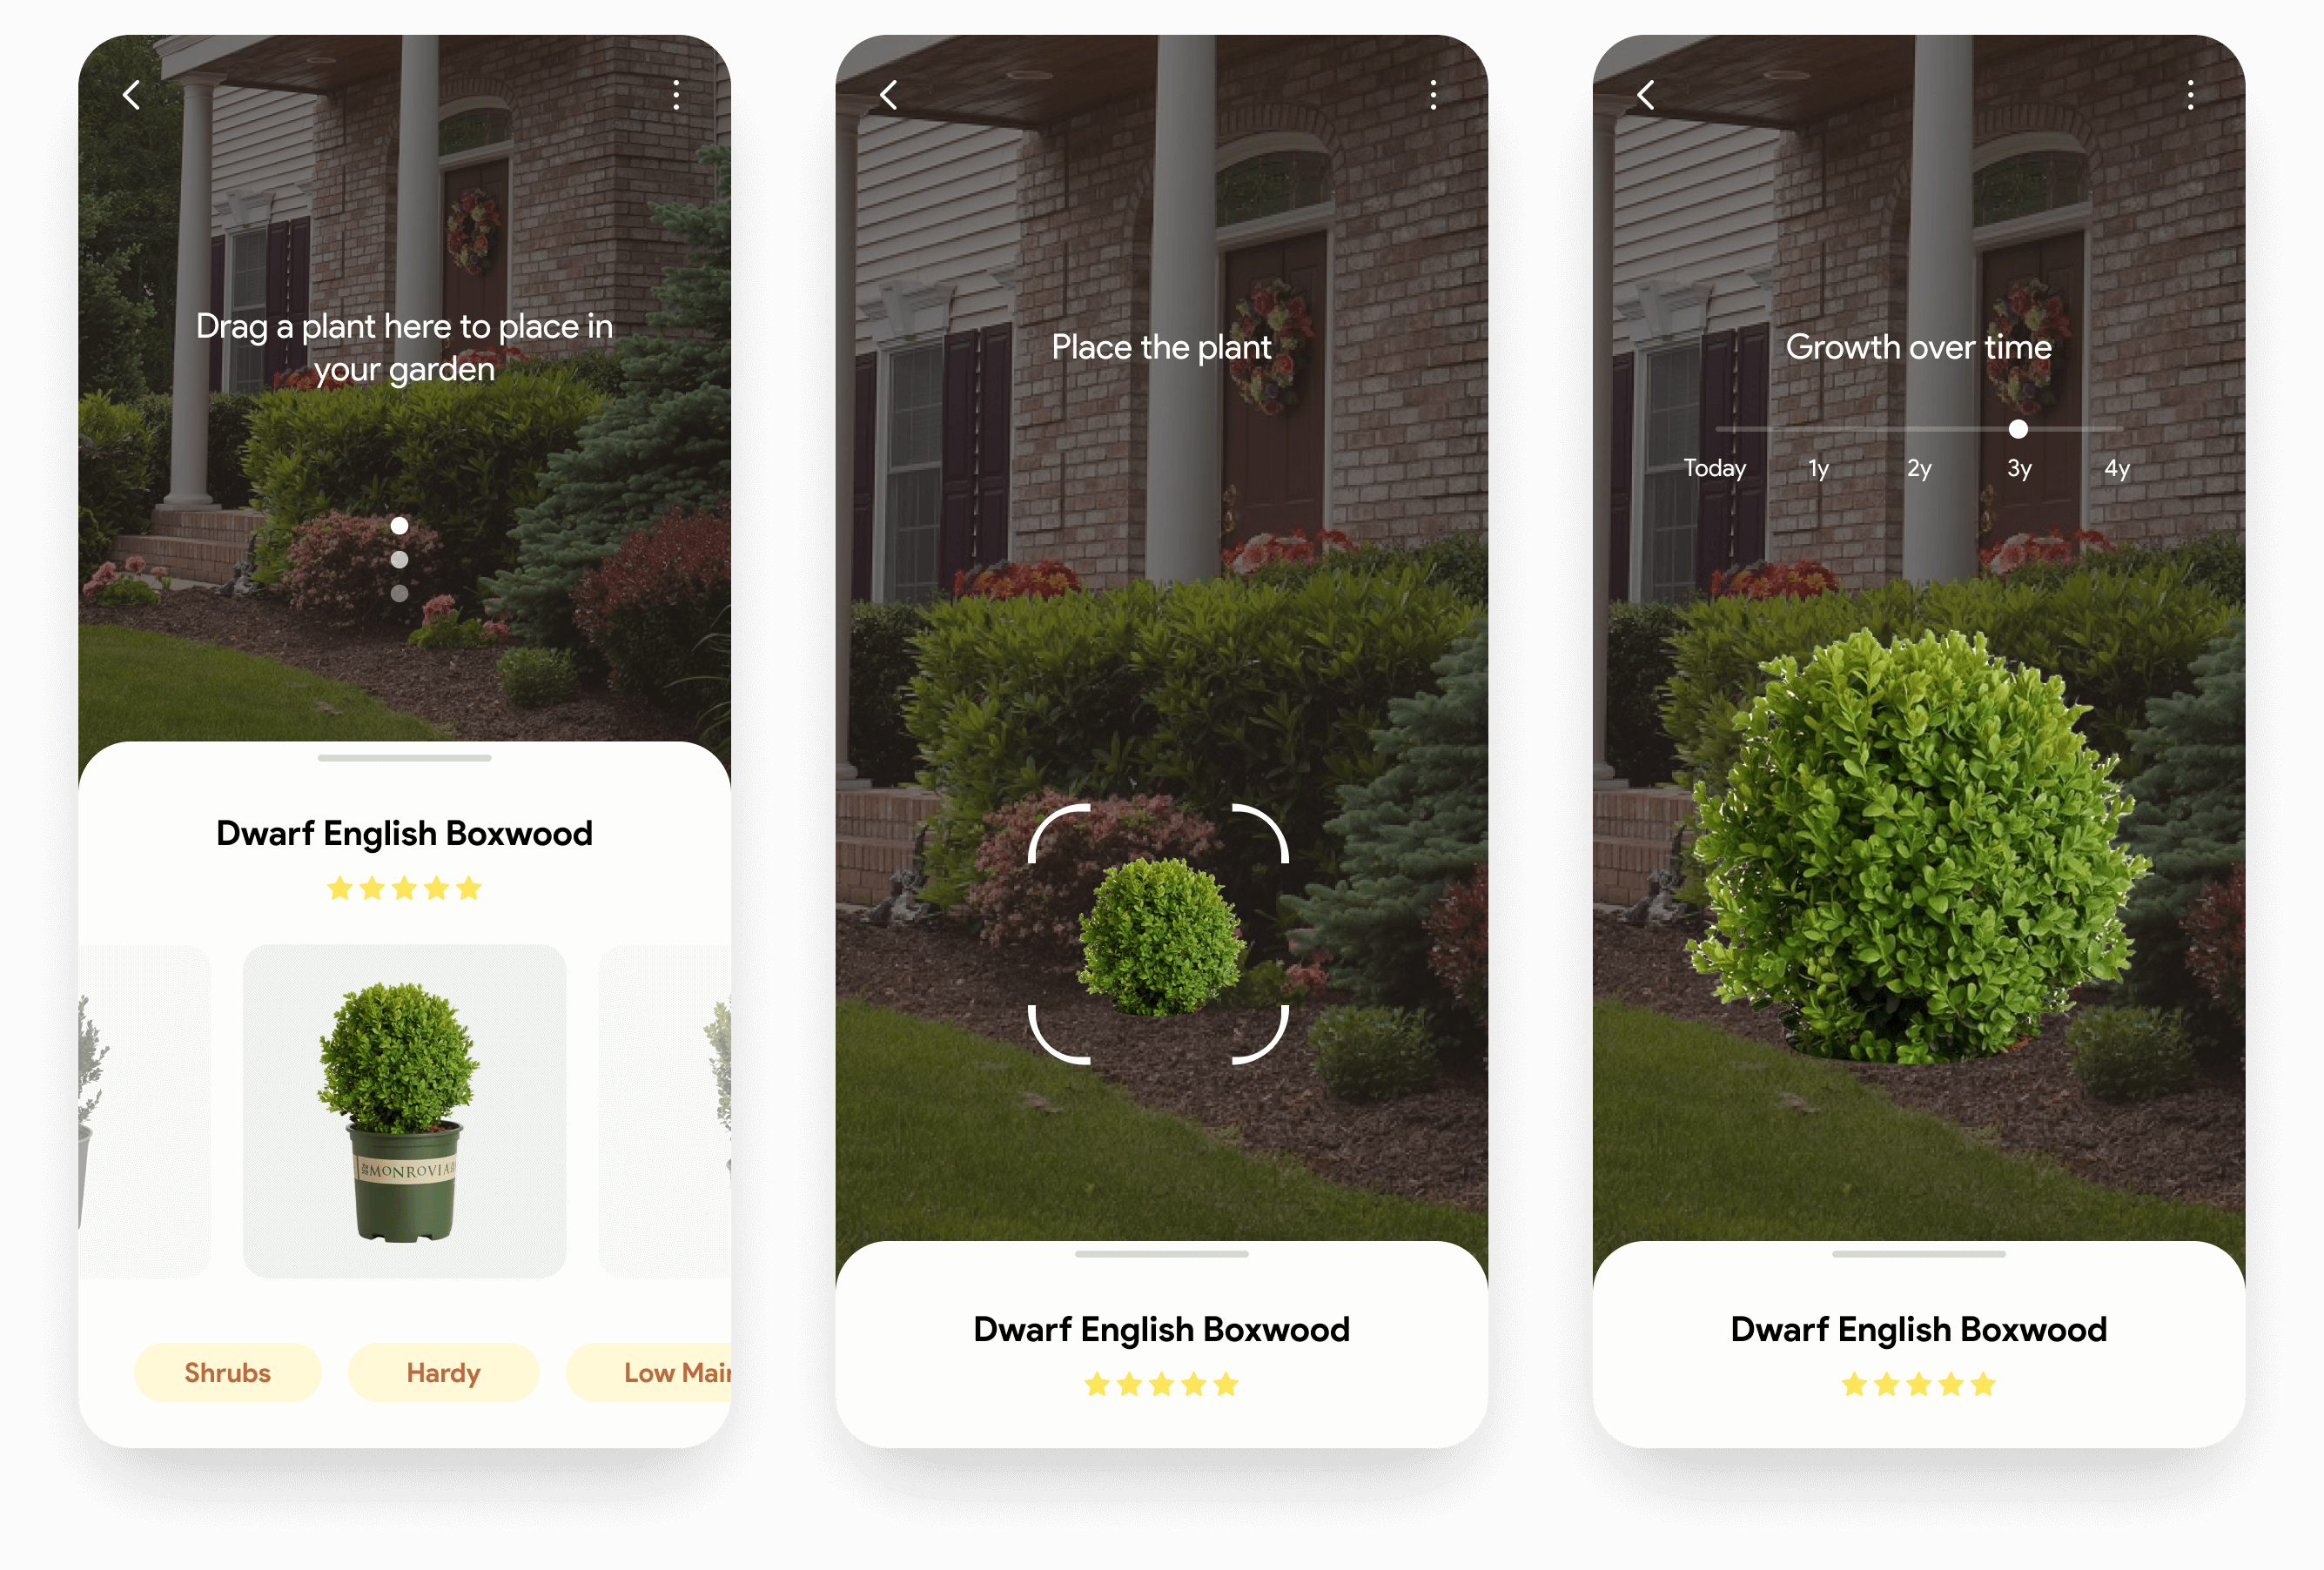 Drag a plant here to place in
your garden
Dwarf English Boxwood
MONROVIA
Shrubs
Hardy
Low Main
Place the plant
Dwarf English Boxwood
Growth over time
Today 1y 2y 3y 4y
Dwarf English Boxwood